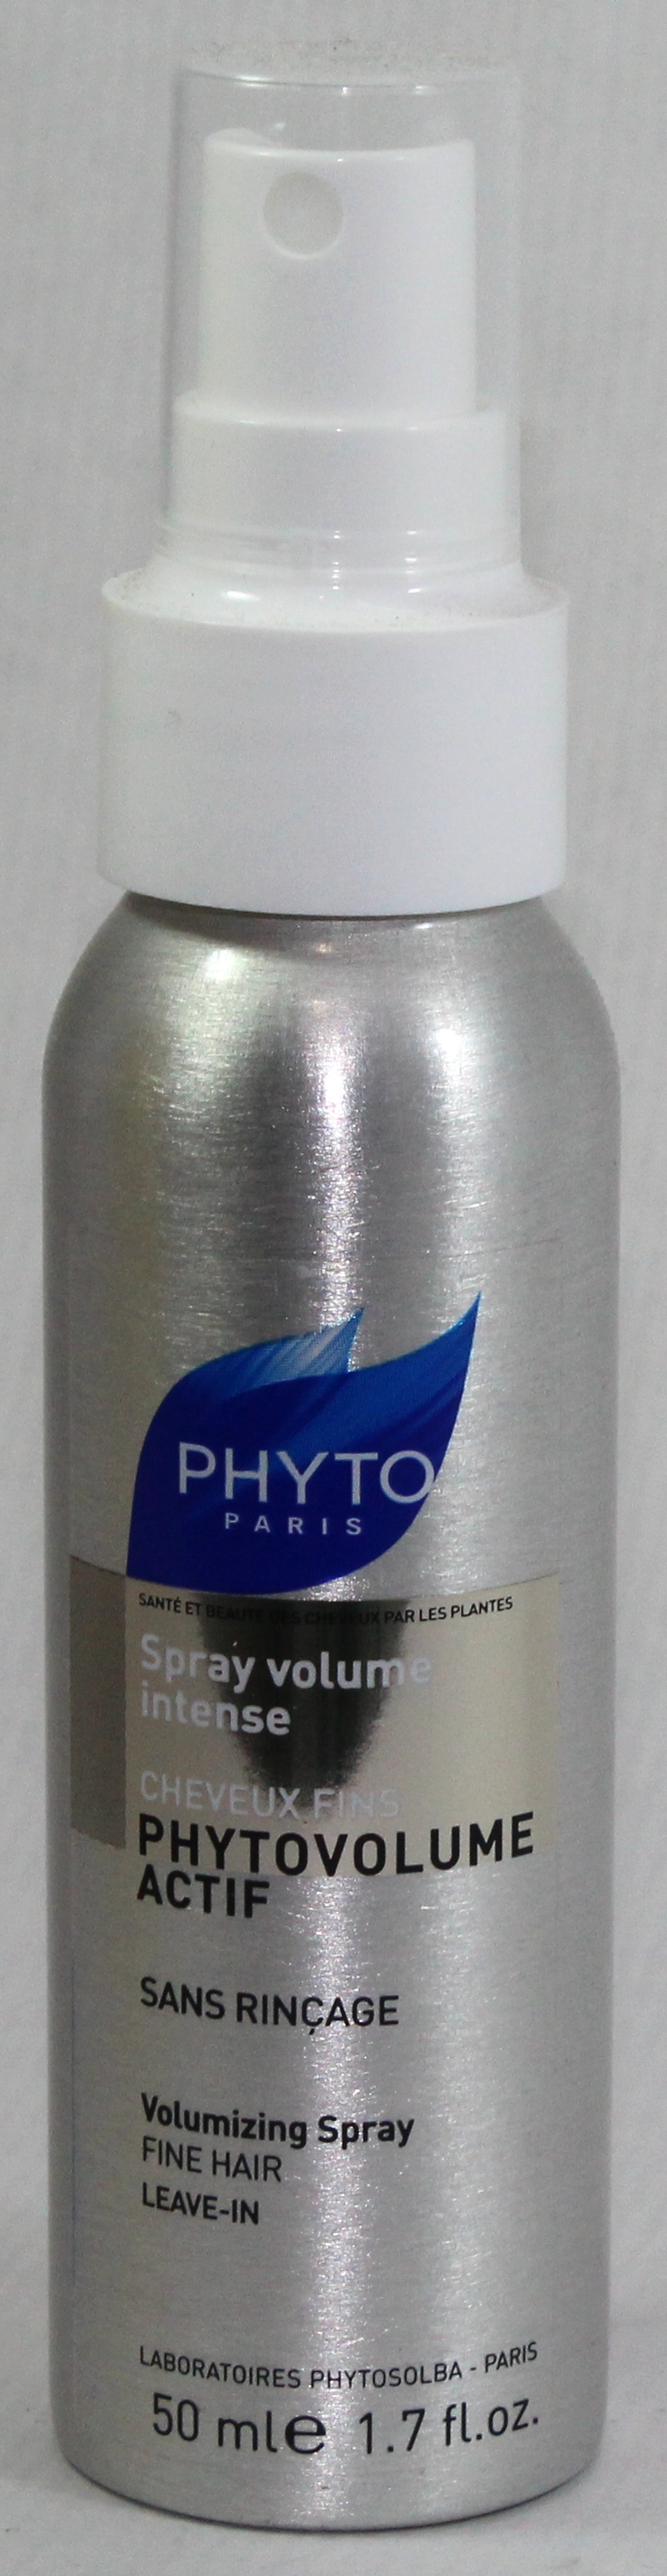 PHYTO
PARIS
SANTÉ ET BEAUTÉ DES CHEVEUX PAR LES PLANTES
Spray volume
intense
CHEVEUX FINS
PHYTOVOLUME
ACTIF
SANS RINÇAGE
Volumizing Spray
FINE HAIR
LEAVE-IN
LABORATOIRES PHYTOSOLBA - PARIS
50 ml e 1.7 fl.oz.